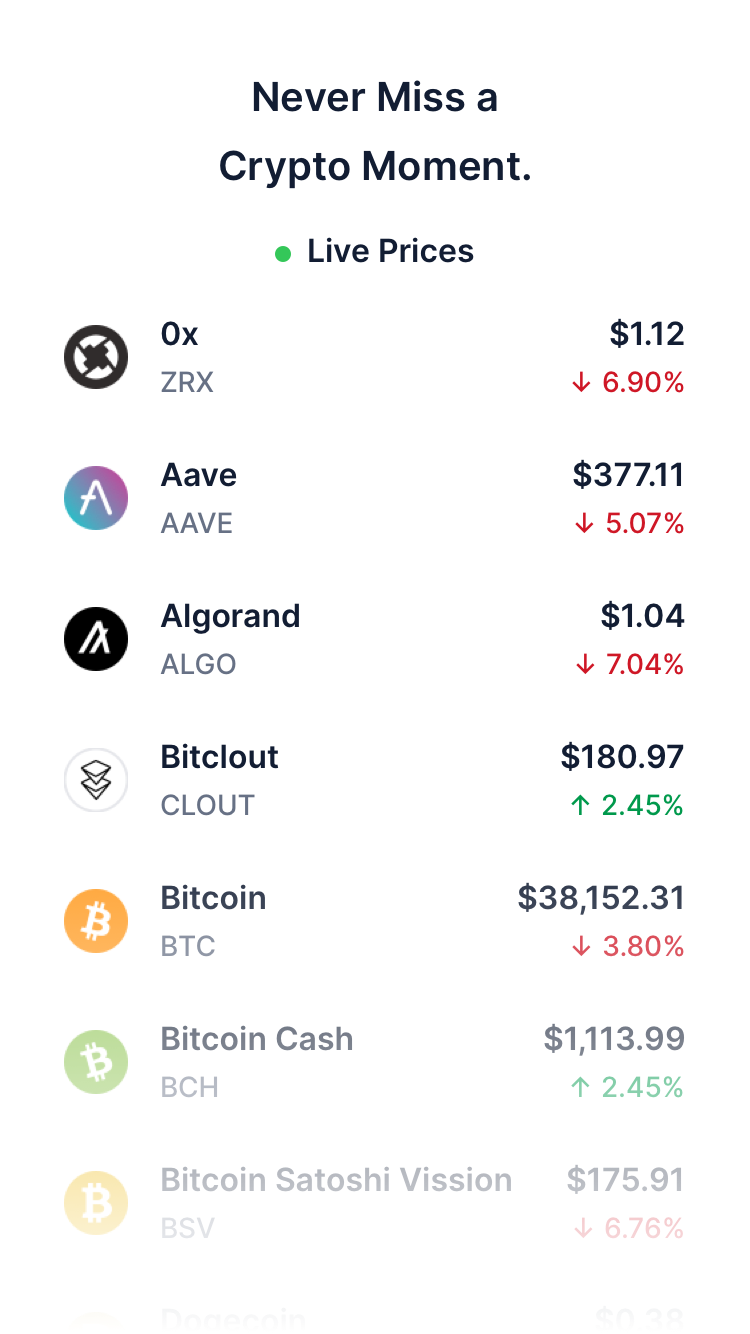 Never Miss a
Crypto Moment.
Live Prices
0x $1.12
ZRX ↓ 6.90%
Aave $377.11
AAVE ↓ 5.07%
Algorand $1.04
ALGO ↓ 7.04%
Bitclout $180.97
CLOUT ↑ 2.45%
Bitcoin $38,152.31
BTC ↓ 3.80%
Bitcoin Cash $1,113.99
BCH ↑ 2.45%
Bitcoin Satoshi Vission $175.91
BSV ↓ 6.76%
Dogecoin $0.38